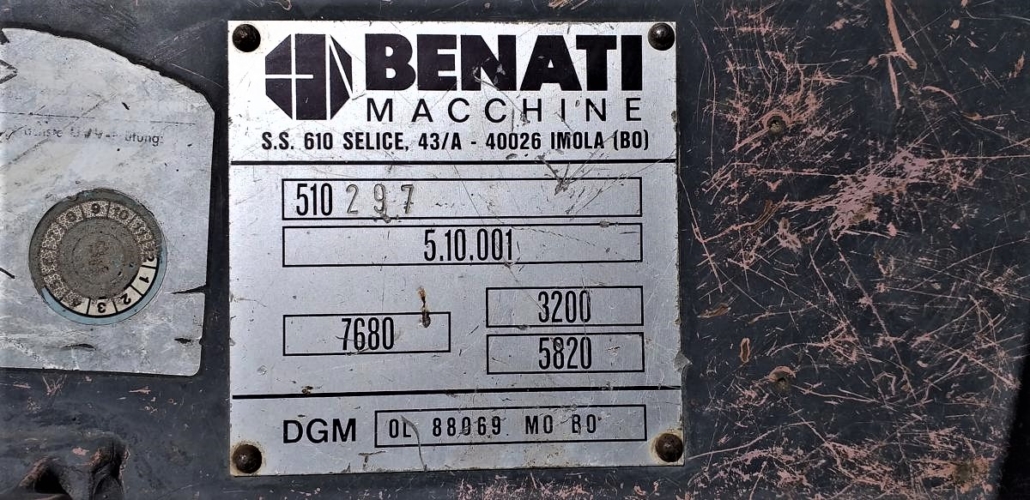 BENATI
MACCHINE
S.S. 610 SELICE, 43/A - 40026 IMOLA (BO)
510 297
5.10.001
7680
3200
5820
DGM OL 88069 MO BO